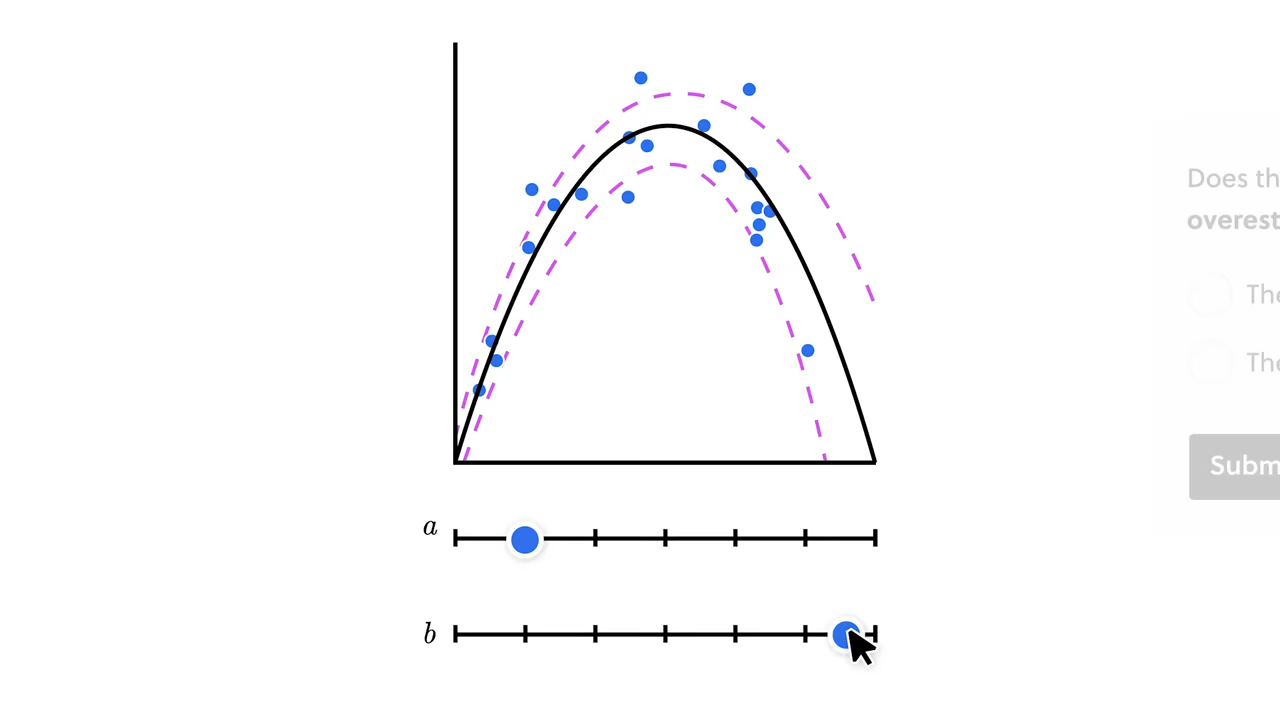 a
b
Does th
overest
The
The
Subm